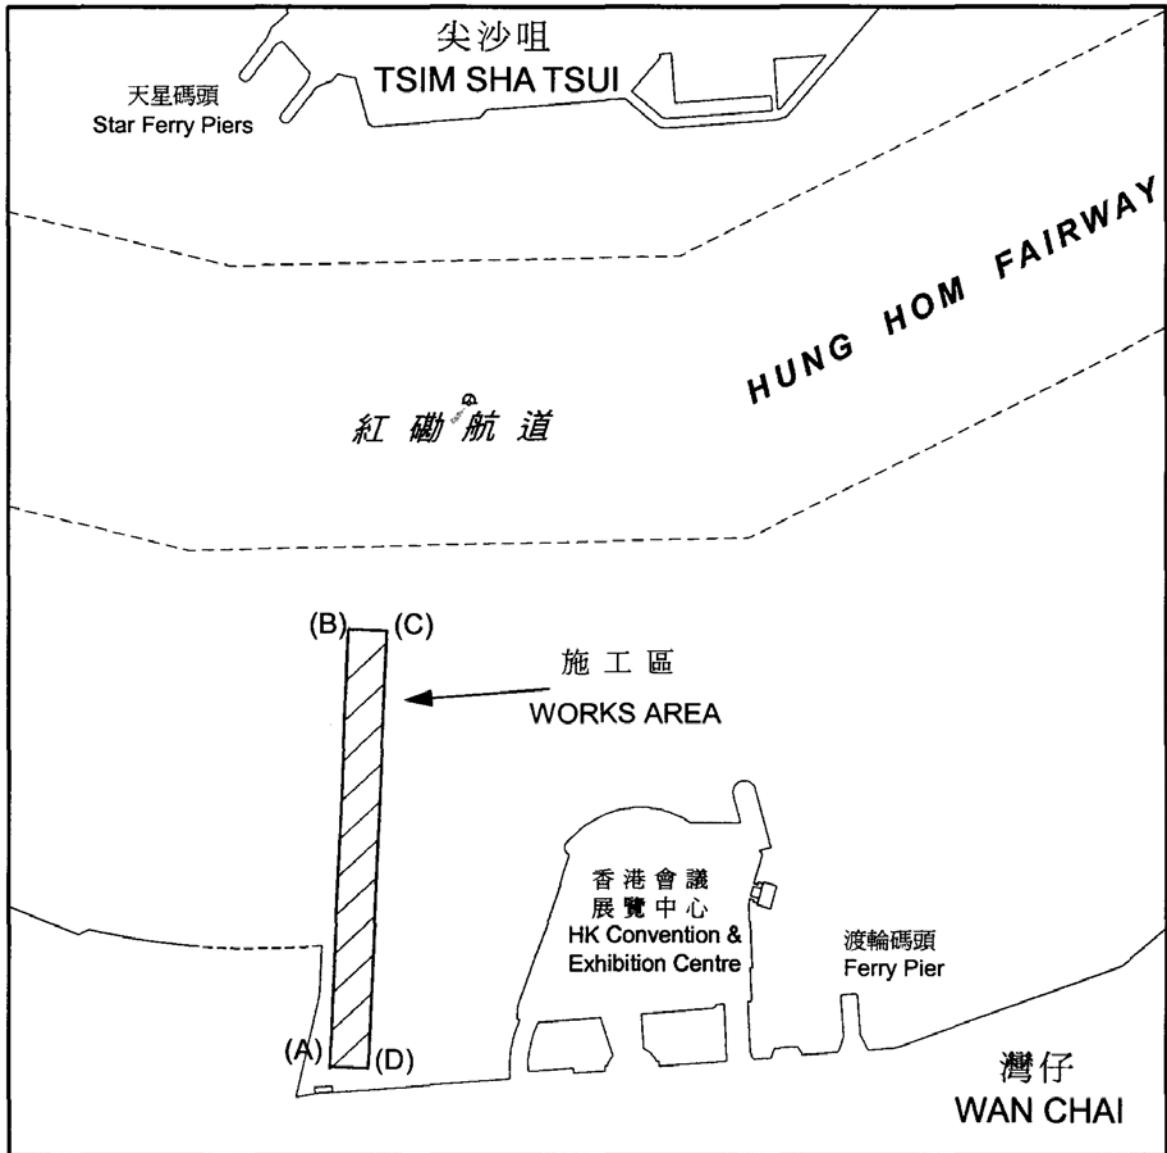 尖沙咀
TSIM SHA TSUI
天星碼頭
Star Ferry Piers
HUNG HOM FAIRWAY
紅磡航道
(B)
(C)
施工區
WORKS AREA
香港會議
展覽中心
HK Convention &
Exhibition Centre
渡輪碼頭
Ferry Pier
(A)
(D)
灣仔
WAN CHAI